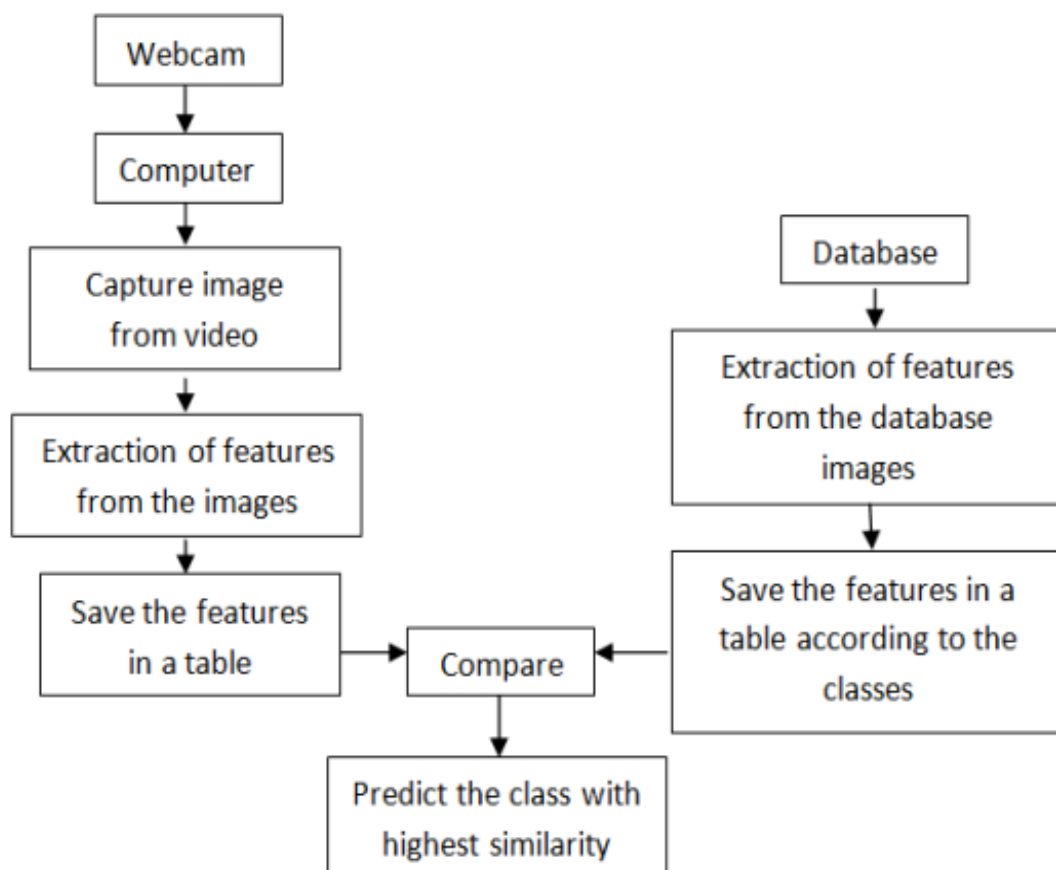 Webcam
Computer
Capture image
from video
Extraction of features
from the images
Save the features
in a table
Database
Extraction of features
from the database
images
Save the features in a
table according to the
classes
Compare
Predict the class with
highest similarity